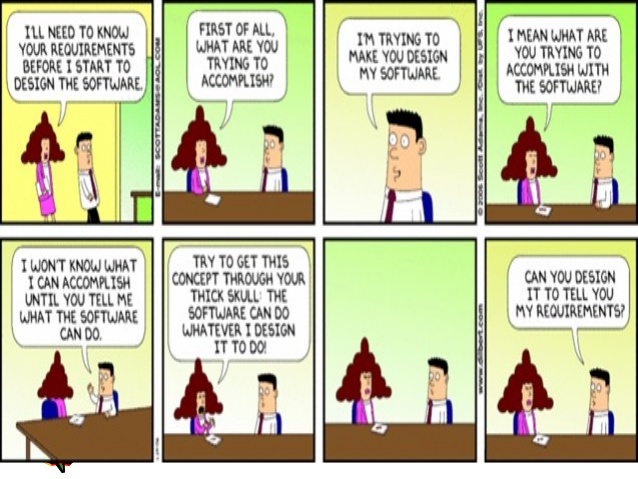 I'LL NEED TO KNOW
YOUR REQUIREMENTS
BEFORE I START TO
DESIGN THE SOFTWARE.
E-mail: SCOTTADAMS@AOL.COM
FIRST OF ALL,
WHAT ARE YOU
TRYING TO
ACCOMPLISH?
I'M TRYING TO
MAKE YOU DESIGN
MY SOFTWARE.
© 2006 Scott Adams, Inc./Dist. by UFS, Inc.
I MEAN WHAT ARE
YOU TRYING TO
ACCOMPLISH WITH
THE SOFTWARE?
I WON'T KNOW WHAT
I CAN ACCOMPLISH
UNTIL YOU TELL ME
WHAT THE SOFTWARE
CAN DO.
TRY TO GET THIS
CONCEPT THROUGH YOUR
THICK SKULL: THE
SOFTWARE CAN DO
WHATEVER I DESIGN
IT TO DO!
www.dilbert.com
CAN YOU DESIGN
IT TO TELL YOU
MY REQUIREMENTS?